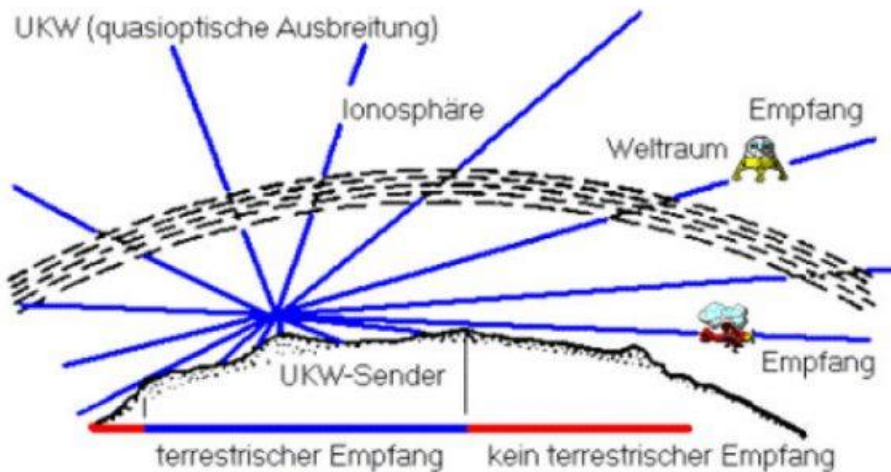 UKW (quasioptische Ausbreitung)
Ionosphäre
Empfang
Weltraum
UKW-Sender
Empfang
terrestrischer Empfang
kein terrestrischer Empfang